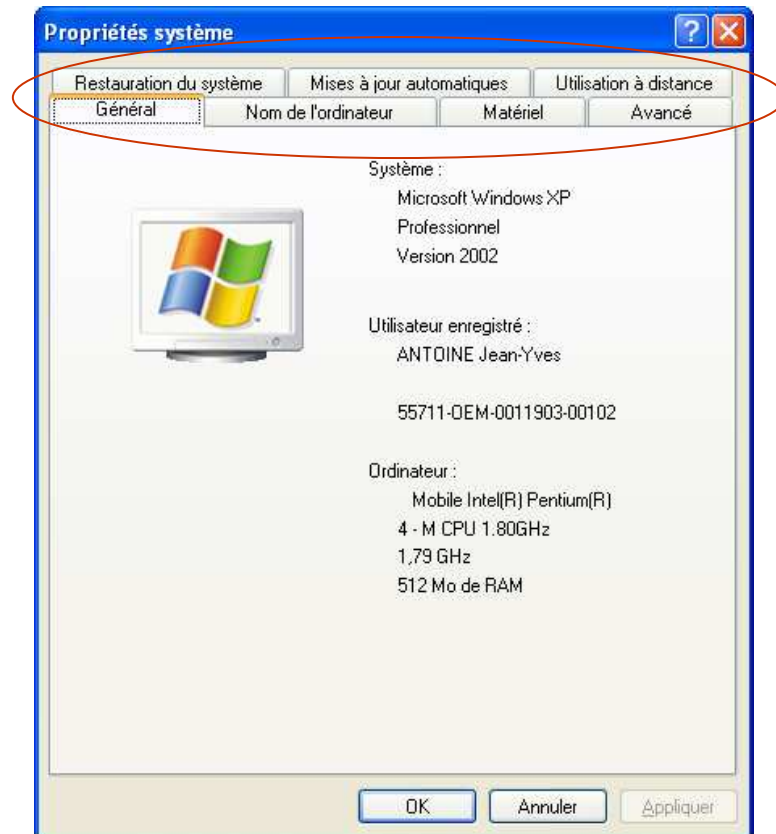 Propriétés système
Restauration du système Mises à jour automatiques Utilisation à distance
Général Nom de l'ordinateur Matériel Avancé
Système :
Microsoft Windows XP
Professionnel
Version 2002
Utilisateur enregistré :
ANTOINE Jean-Yves
55711-OEM-0011903-00102
Ordinateur :
Mobile Intel(R) Pentium(R)
4 - M CPU 1.80GHz
1,79 GHz
512 Mo de RAM
OK Annuler Appliquer